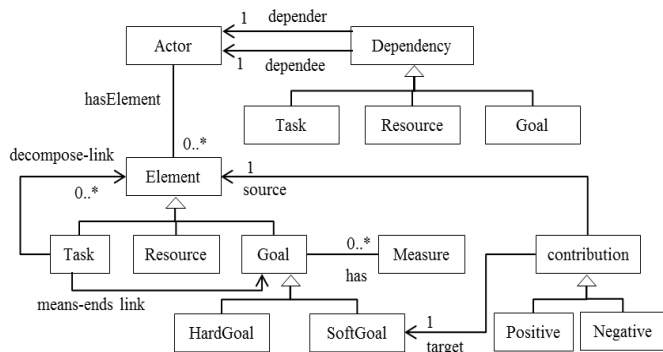 1
depender
Actor
Dependency
1
dependee
hasElement
Task
Resource
Goal
decompose-link
0..*
1
0..*
Element
source
Task
Resource
Goal
0..*
Measure
contribution
has
means-ends link
HardGoal
SoftGoal
1
Positive
Negative
target